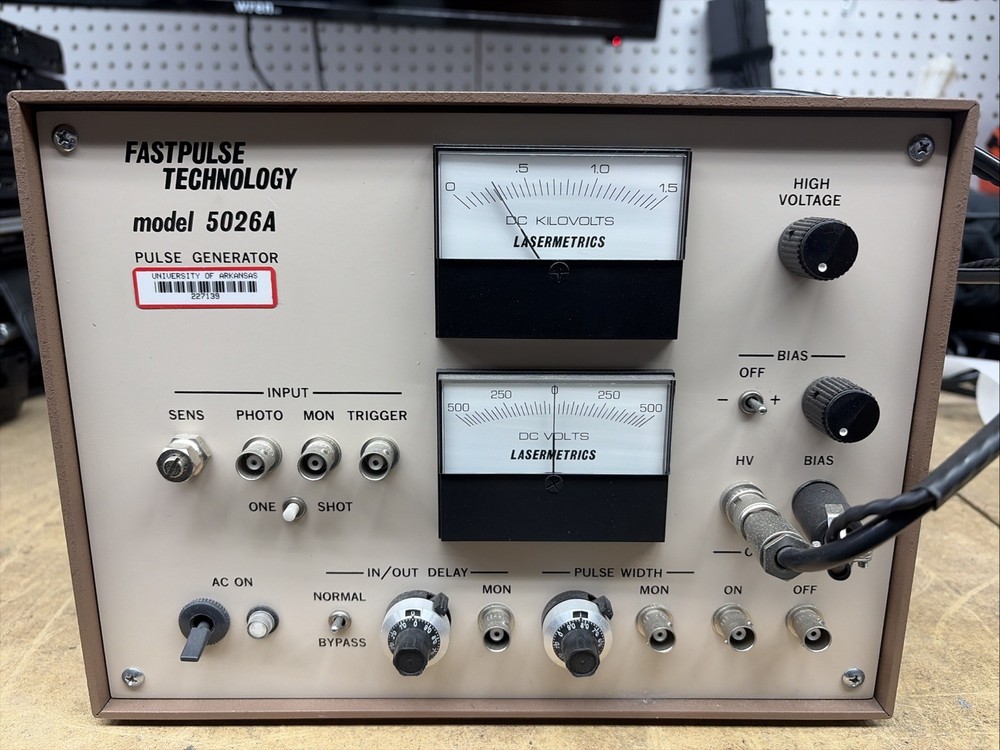 FASTPULSE
TECHNOLOGY
model 5026A
PULSE GENERATOR
UNIVERSITY OF ARKANSAS
227139
0 .5 1.0 1.5
DC KILOVOLTS
LASERMETRICS
HIGH
VOLTAGE
500 250 0 250 500
DC VOLTS
LASERMETRICS
BIAS
OFF
- +
HV BIAS
INPUT
SENS PHOTO MON TRIGGER
ONE SHOT
AC ON
IN/OUT DELAY
NORMAL
BYPASS
MON
PULSE WIDTH
MON
ON
OFF